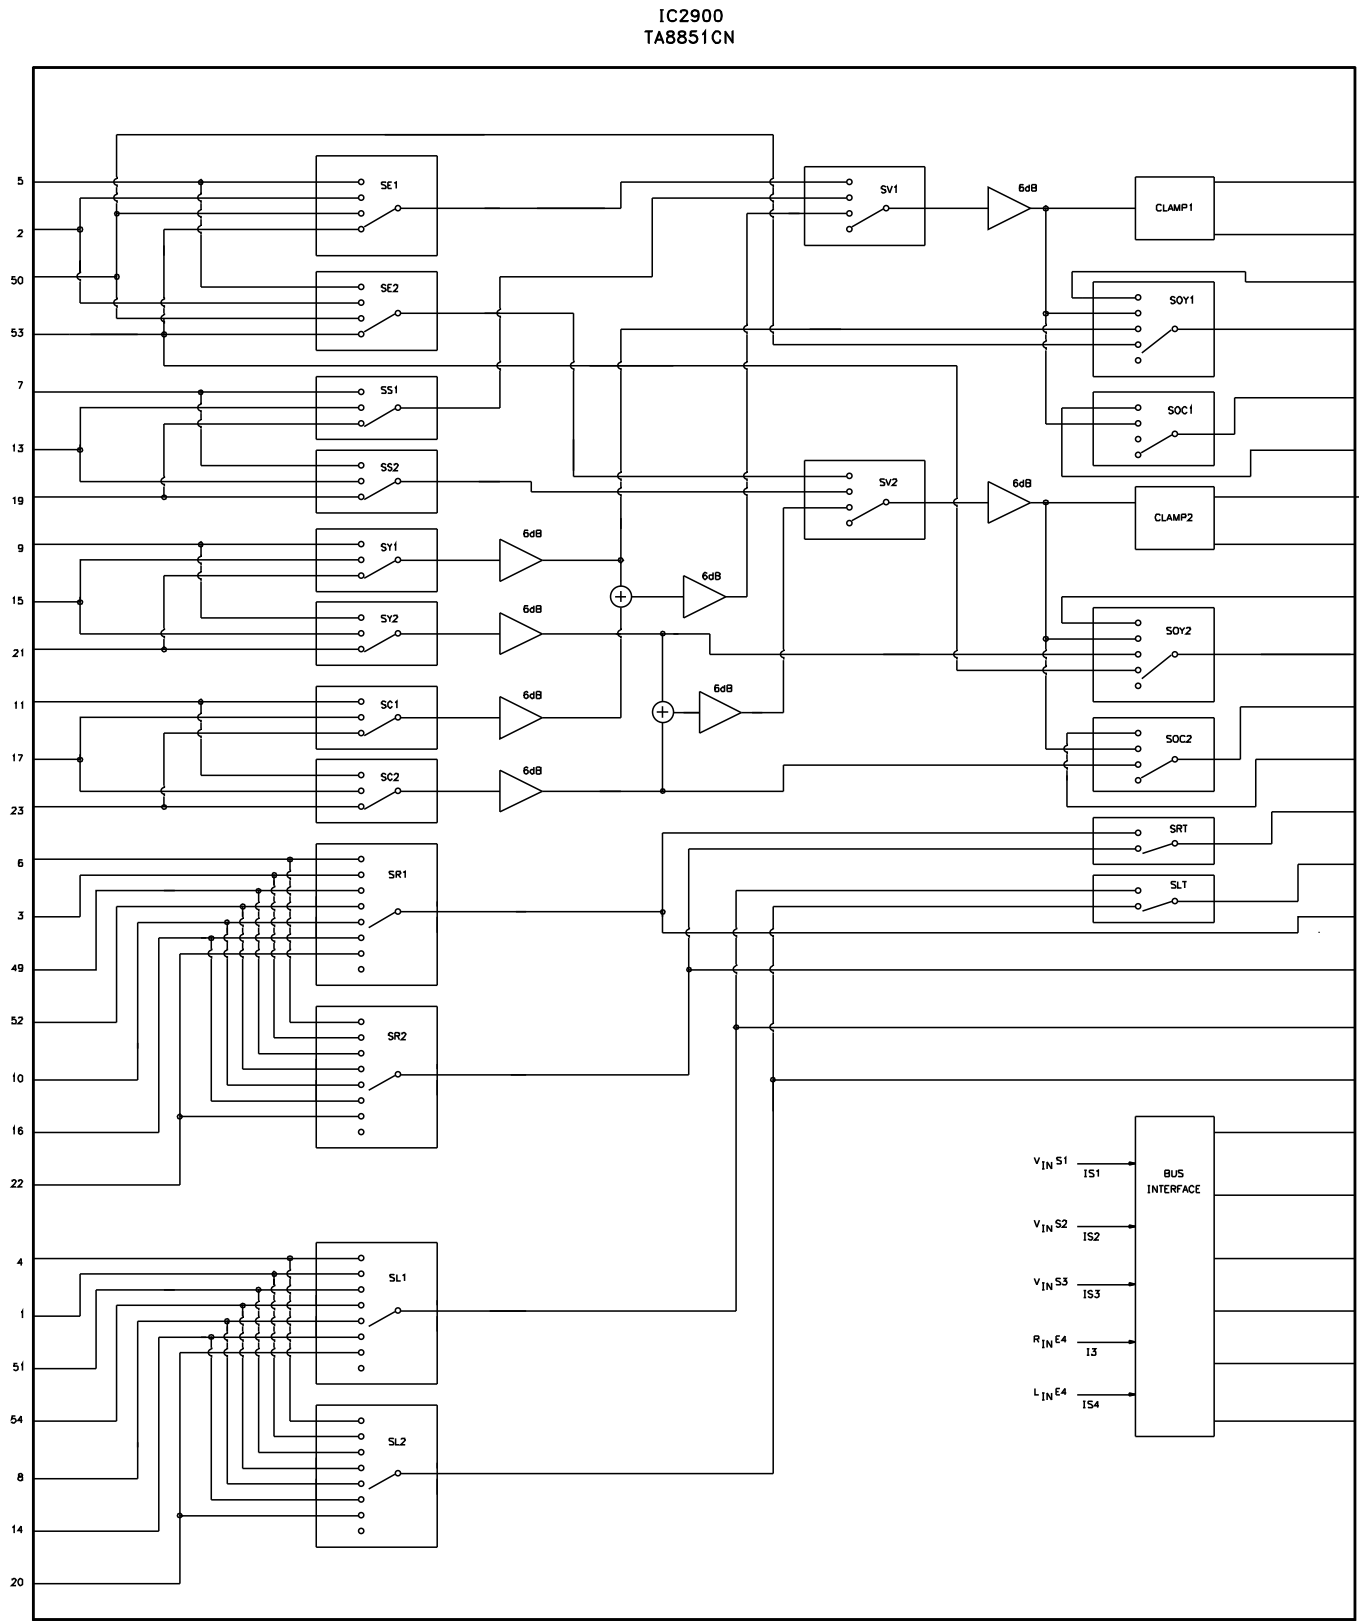 IC2900
TA8851CN
5
SE1
SV1
6dB
CLAMP1
2
50
SE2
SOY1
53
7
SS1
SOC1
13
SS2
SV2
6dB
19
CLAMP2
9
SY1
6dB
15
6dB
SY2
6dB
SOY2
21
11
SC1
6dB
6dB
17
SC2
6dB
SOC2
23
SRT
6
SR1
SLT
3
49
52
SR2
10
16
VIN S1
IS1
BUS
INTERFACE
22
VIN S2
IS2
4
SL1
VIN S3
IS3
1
RIN E4
I3
51
LIN E4
IS4
54
SL2
8
14
20